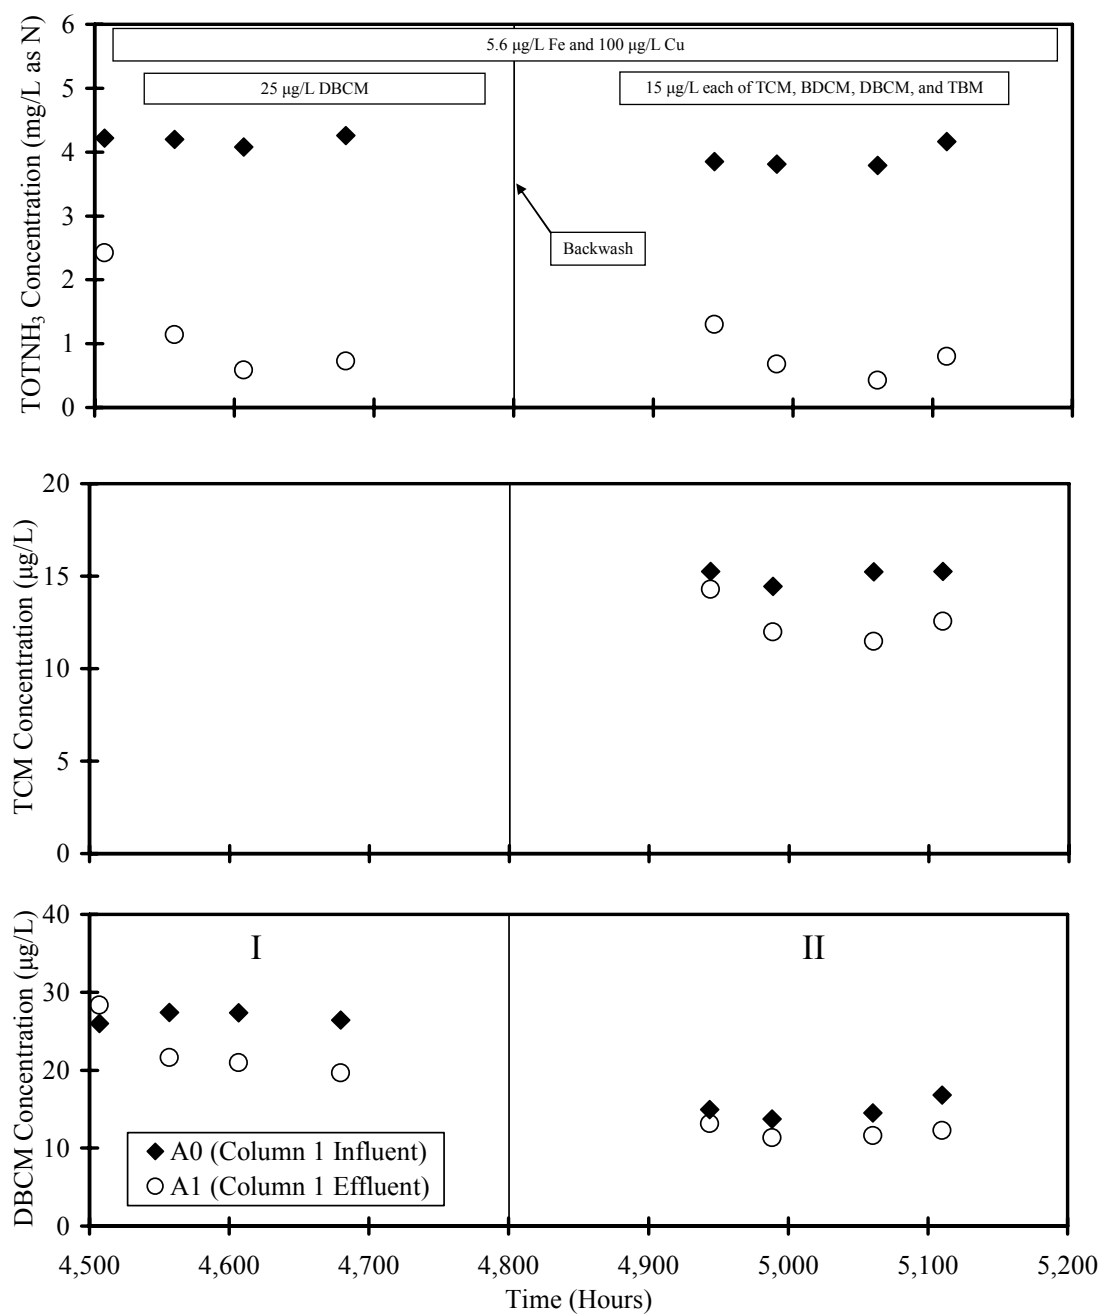 TOTNH₃ Concentration (mg/L as N)
6
5
4
3
2
1
0
5.6 μg/L Fe and 100 μg/L Cu
25 μg/L DBCM
15 μg/L each of TCM, BDCM, DBCM, and TBM
Backwash
TCM Concentration (μg/L)
20
15
10
5
0
DBCM Concentration (μg/L)
40
30
20
10
0
I
II
A0 (Column 1 Influent)
A1 (Column 1 Effluent)
4,500 4,600 4,700 4,800 4,900 5,000 5,100 5,200
Time (Hours)